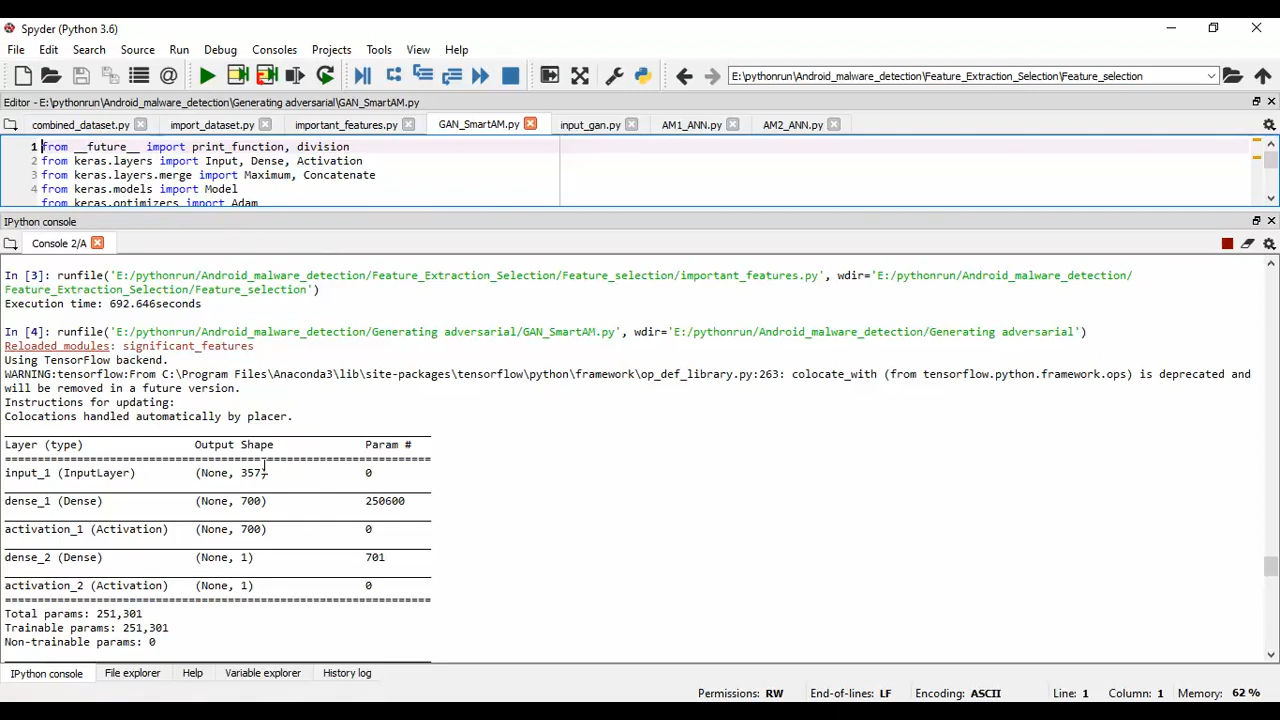 Spyder (Python 3.6)
File Edit Search Source Run Debug Consoles Projects Tools View Help
E:\pythonrun\Android_malware_detection\Feature_Extraction_Selection\Feature_selection
Editor - E:\pythonrun\Android_malware_detection\Generating adversarial\GAN_SmartAM.py
combined_dataset.py import_dataset.py important_features.py GAN_SmartAM.py input_gan.py AM1_ANN.py AM2_ANN.py
1 from __future__ import print_function, division
2 from keras.layers import Input, Dense, Activation
3 from keras.layers.merge import Maximum, Concatenate
4 from keras.models import Model
from keras.optimizers import Adam
IPython console
Console 2/A
In [3]: runfile('E:/pythonrun/Android_malware_detection/Feature_Extraction_Selection/Feature_selection/important_features.py', wdir='E:/pythonrun/Android_malware_detection/
Feature_Extraction_Selection/Feature_selection')
Execution time: 692.646seconds
In [4]: runfile('E:/pythonrun/Android_malware_detection/Generating adversarial/GAN_SmartAM.py', wdir='E:/pythonrun/Android_malware_detection/Generating adversarial')
Reloaded modules: significant_features
Using TensorFlow backend.
WARNING:tensorflow:From C:\Program Files\Anaconda3\lib\site-packages\tensorflow\python\framework\op_def_library.py:263: colocate_with (from tensorflow.python.framework.ops) is deprecated and
will be removed in a future version.
Instructions for updating:
Colocations handled automatically by placer.
Layer (type) Output Shape Param #
=================================================================
input_1 (InputLayer) (None, 357) 0
dense_1 (Dense) (None, 700) 250600
activation_1 (Activation) (None, 700) 0
dense_2 (Dense) (None, 1) 701
activation_2 (Activation) (None, 1) 0
=================================================================
Total params: 251,301
Trainable params: 251,301
Non-trainable params: 0
IPython console File explorer Help Variable explorer History log
Permissions: RW End-of-lines: LF Encoding: ASCII Line: 1 Column: 1 Memory: 62 %